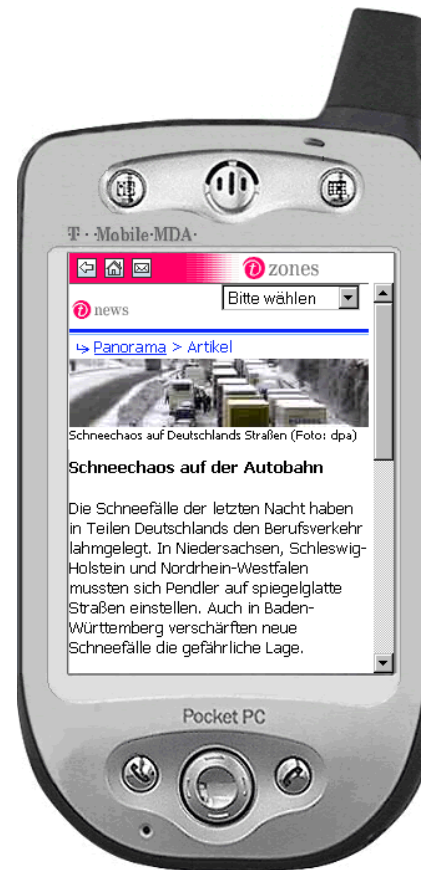 T··Mobile·MDA·
t zones
Bitte wählen
t news
Panorama > Artikel
Schneechaos auf Deutschlands Straßen (Foto: dpa)
Schneechaos auf der Autobahn
Die Schneefälle der letzten Nacht haben
in Teilen Deutschlands den Berufsverkehr
lahmgelegt. In Niedersachsen, Schleswig-
Holstein und Nordrhein-Westfalen
mussten sich Pendler auf spiegelglatte
Straßen einstellen. Auch in Baden-
Württemberg verschärften neue
Schneefälle die gefährliche Lage.
Pocket PC